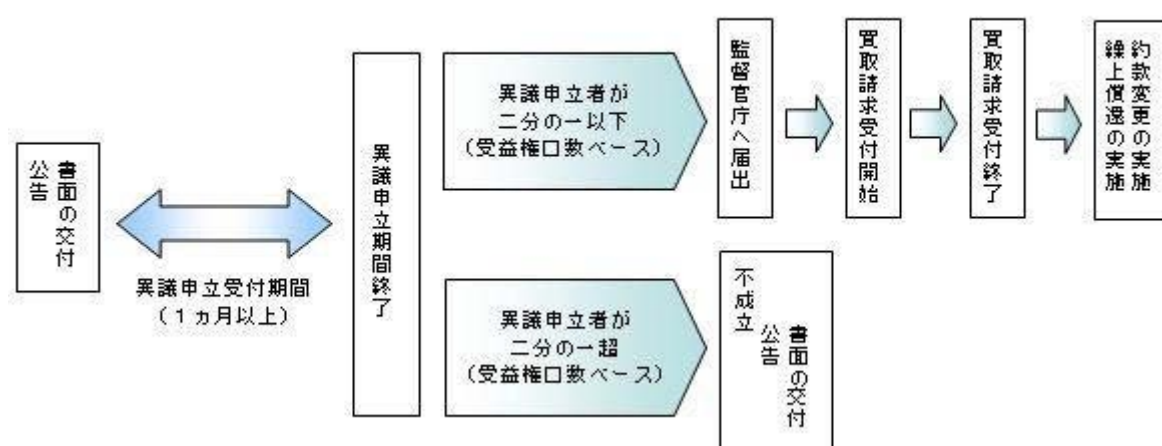 書面の交付
公告
異議申立受付期間
(1ヵ月以上)
異議申立期間終了
異議申立者が
二分の一以下
(受益権口数ベース)
監督官庁へ届出
買取請求受付開始
買取請求受付終了
約款変更の実施
繰上償還の実施
異議申立者が
二分の一超
(受益権口数ベース)
不成立
書面の交付
公告